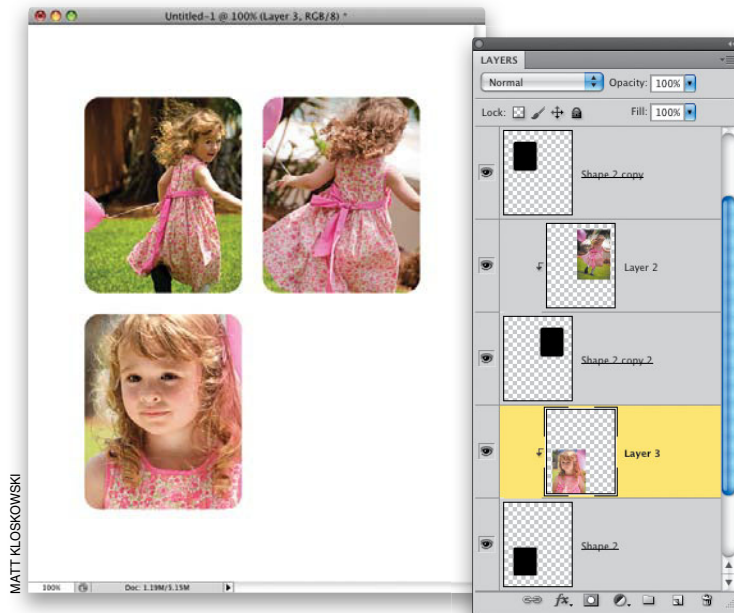 Untitled-1 @ 100% (Layer 3, RGB/8) *
LAYERS
Normal
Opacity: 100%
Lock:
Fill: 100%
Shape 2 copy
Layer 2
Shape 2 copy 2
Layer 3
Shape 2
fx.
100%
Doc: 1.19M/5.15M
MATT KLOSKOWSKI